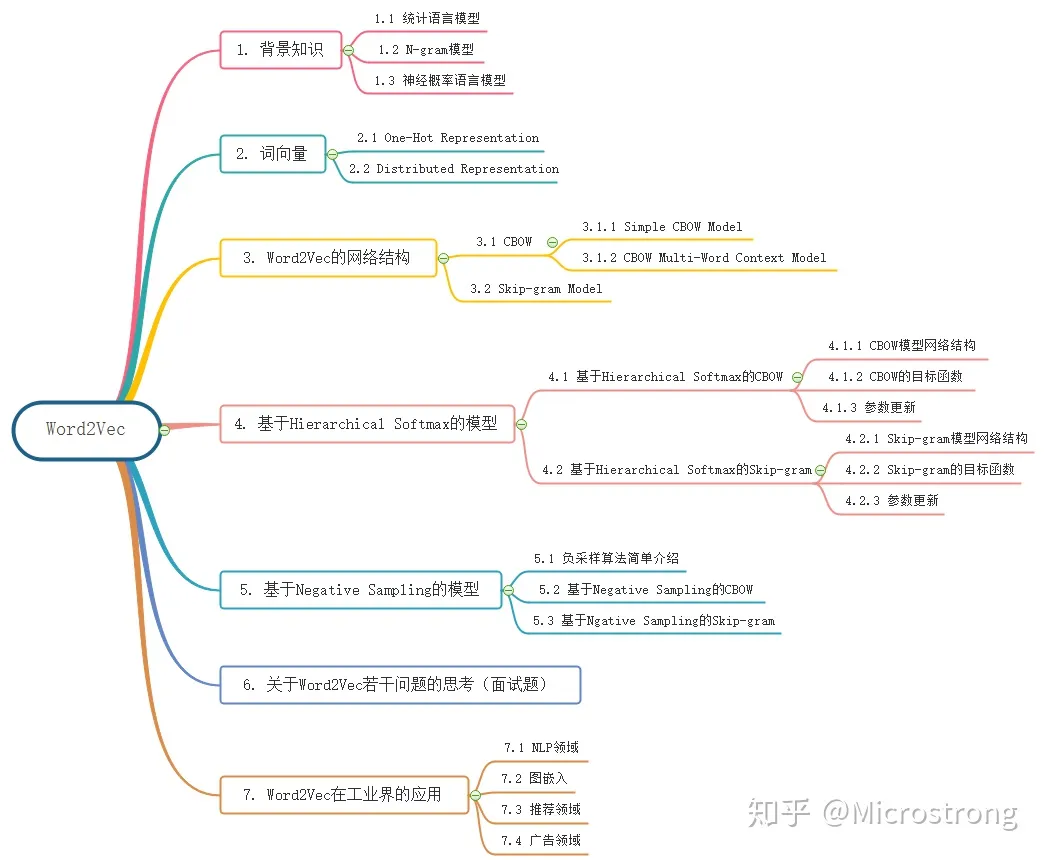 Word2Vec
1. 背景知识
1.1 统计语言模型
1.2 N-gram模型
1.3 神经概率语言模型
2. 词向量
2.1 One-Hot Representation
2.2 Distributed Representation
3. Word2Vec的网络结构
3.1 CBOW
3.1.1 Simple CBOW Model
3.1.2 CBOW Multi-Word Context Model
3.2 Skip-gram Model
4. 基于Hierarchical Softmax的模型
4.1 基于Hierarchical Softmax的CBOW
4.1.1 CBOW模型网络结构
4.1.2 CBOW的目标函数
4.1.3 参数更新
4.2 基于Hierarchical Softmax的Skip-gram
4.2.1 Skip-gram模型网络结构
4.2.2 Skip-gram的目标函数
4.2.3 参数更新
5. 基于Negative Sampling的模型
5.1 负采样算法简单介绍
5.2 基于Negative Sampling的CBOW
5.3 基于Ngative Sampling的Skip-gram
6. 关于Word2Vec若干问题的思考（面试题）
7. Word2Vec在工业界的应用
7.1 NLP领域
7.2 图嵌入
7.3 推荐领域
7.4 广告领域
知乎 @Microstrong